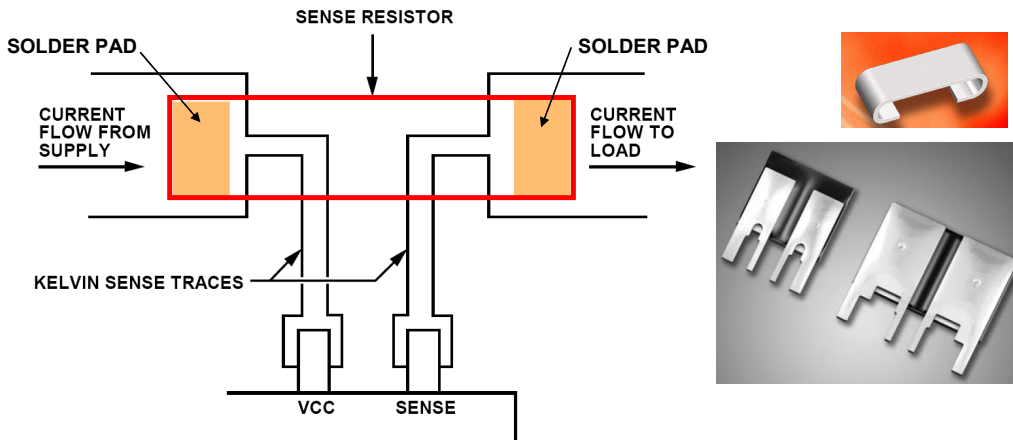 SENSE RESISTOR
SOLDER PAD
SOLDER PAD
CURRENT
FLOW FROM
SUPPLY
CURRENT
FLOW TO
LOAD
KELVIN SENSE TRACES
VCC
SENSE